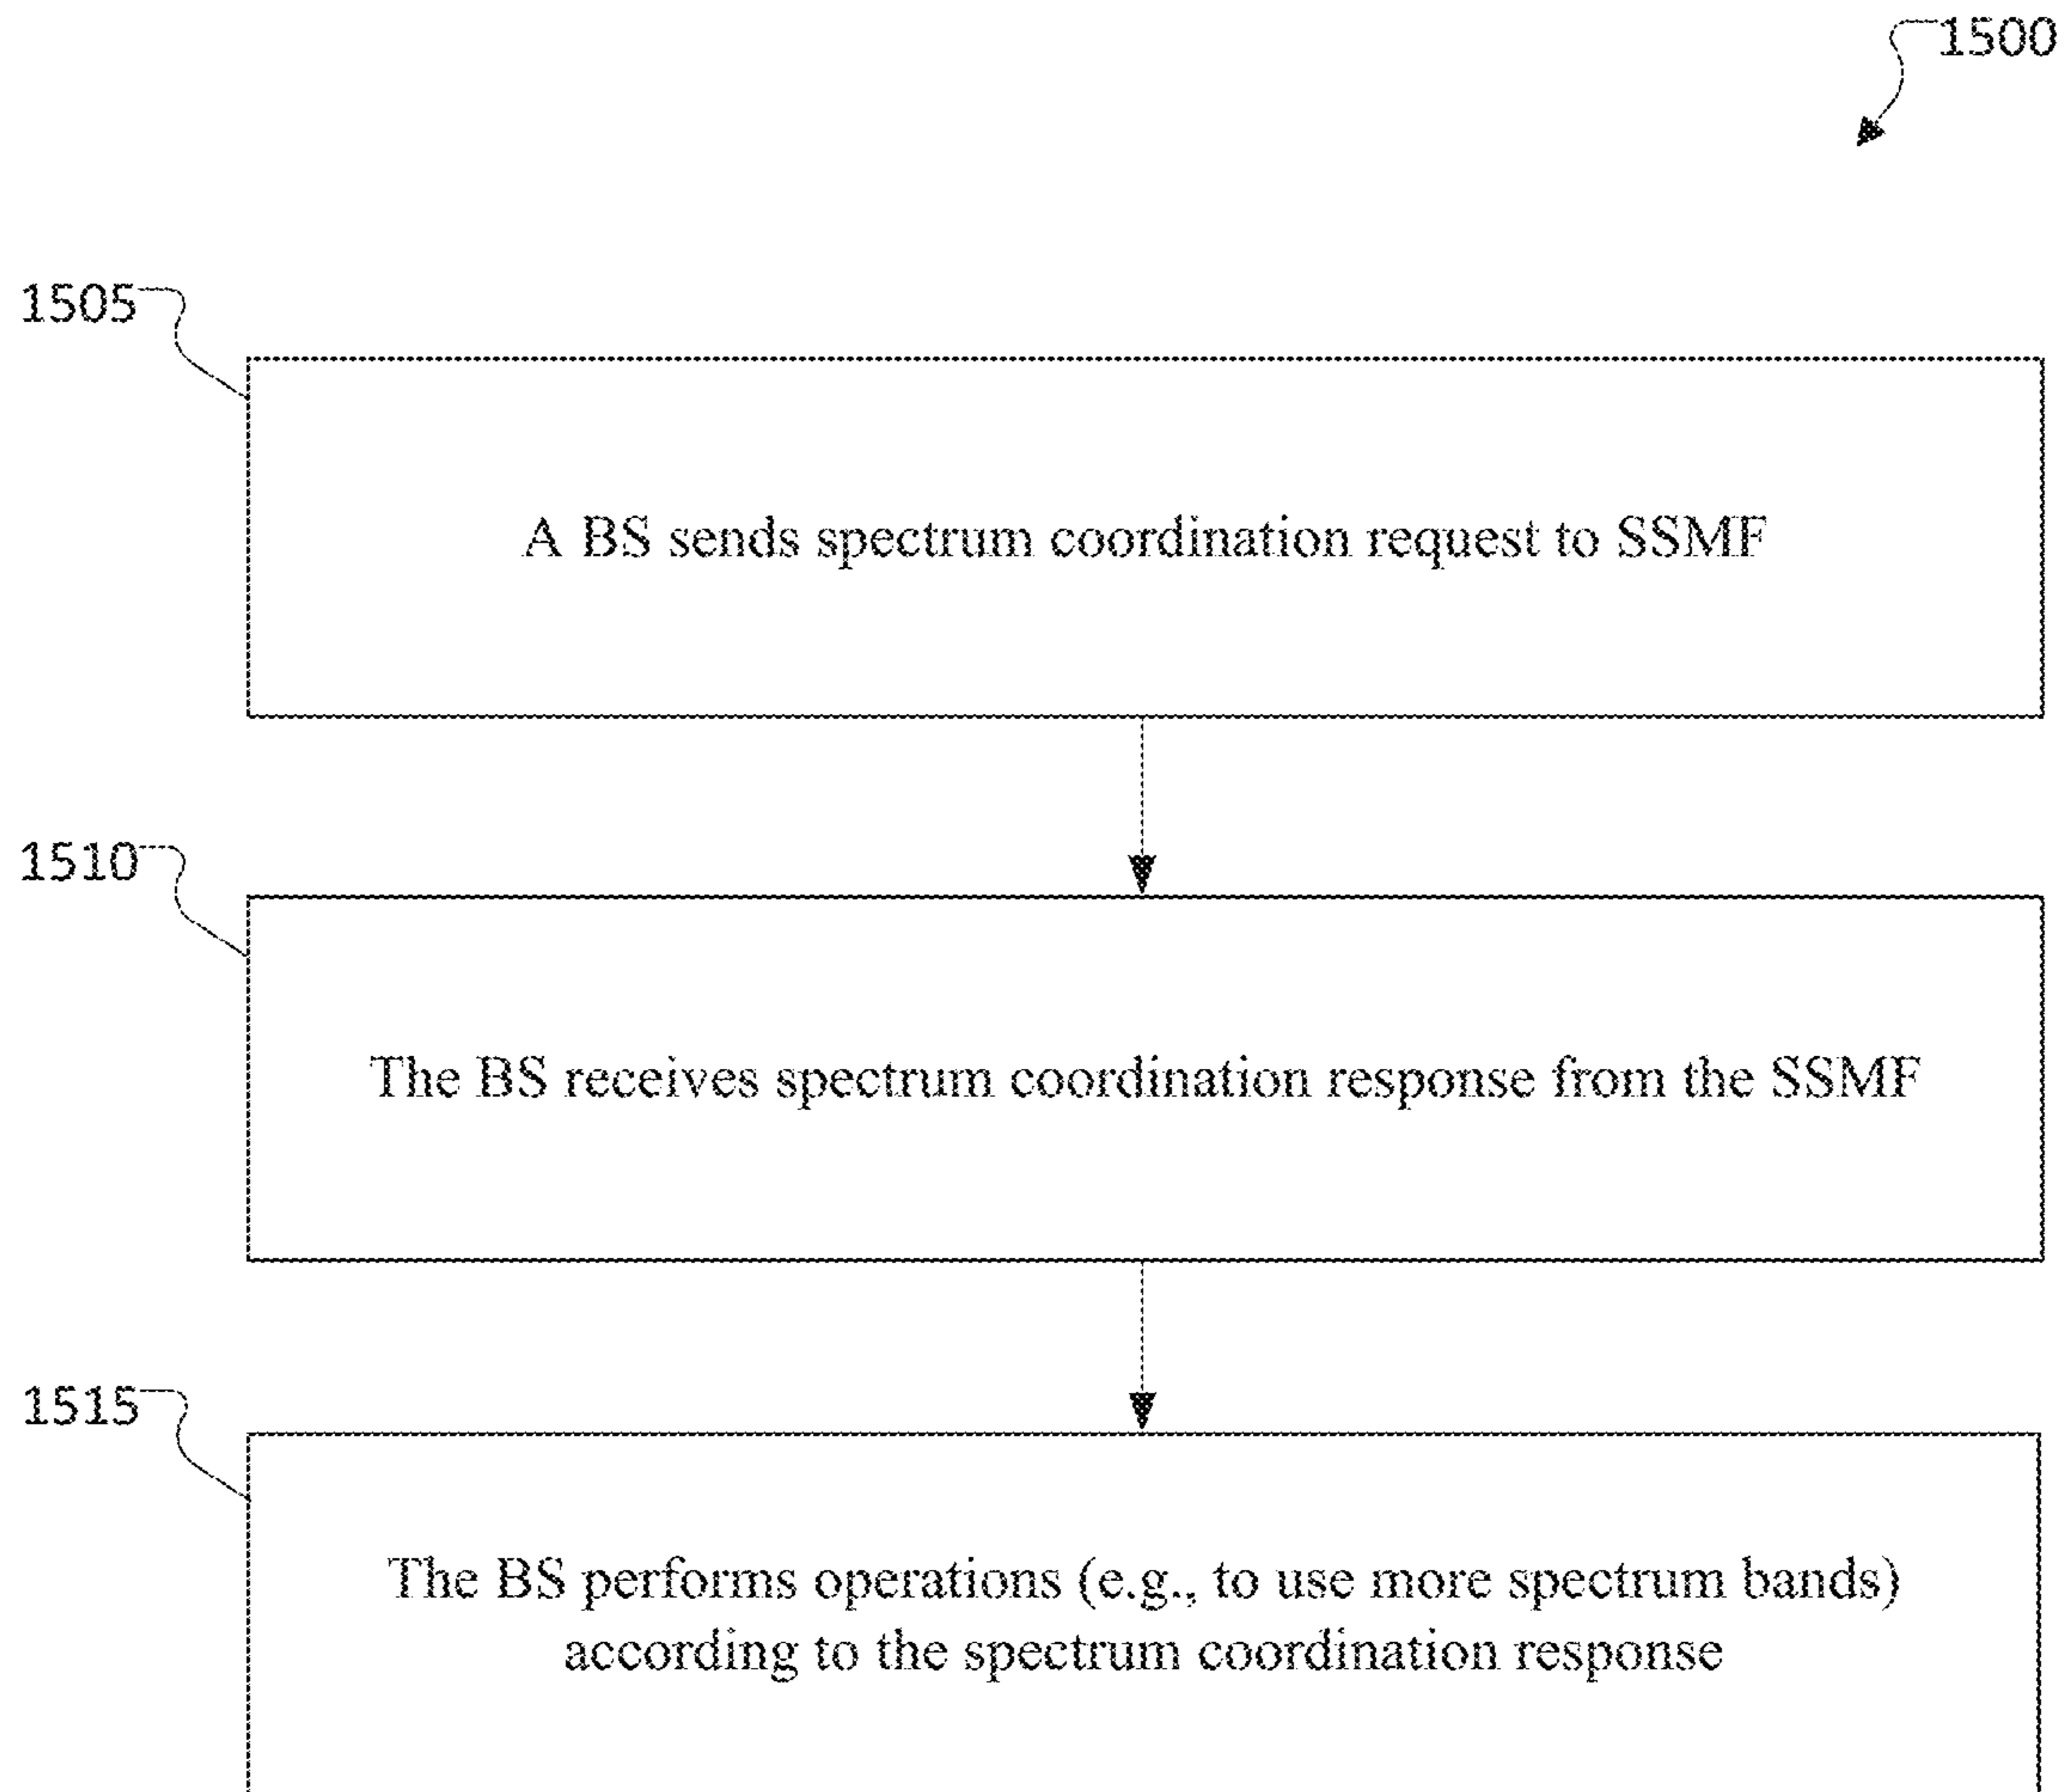 1500
1505
A BS sends spectrum coordination request to SSMF
1510
The BS receives spectrum coordination response from the SSMF
1515
The BS performs operations (e.g., to use more spectrum bands)
according to the spectrum coordination response